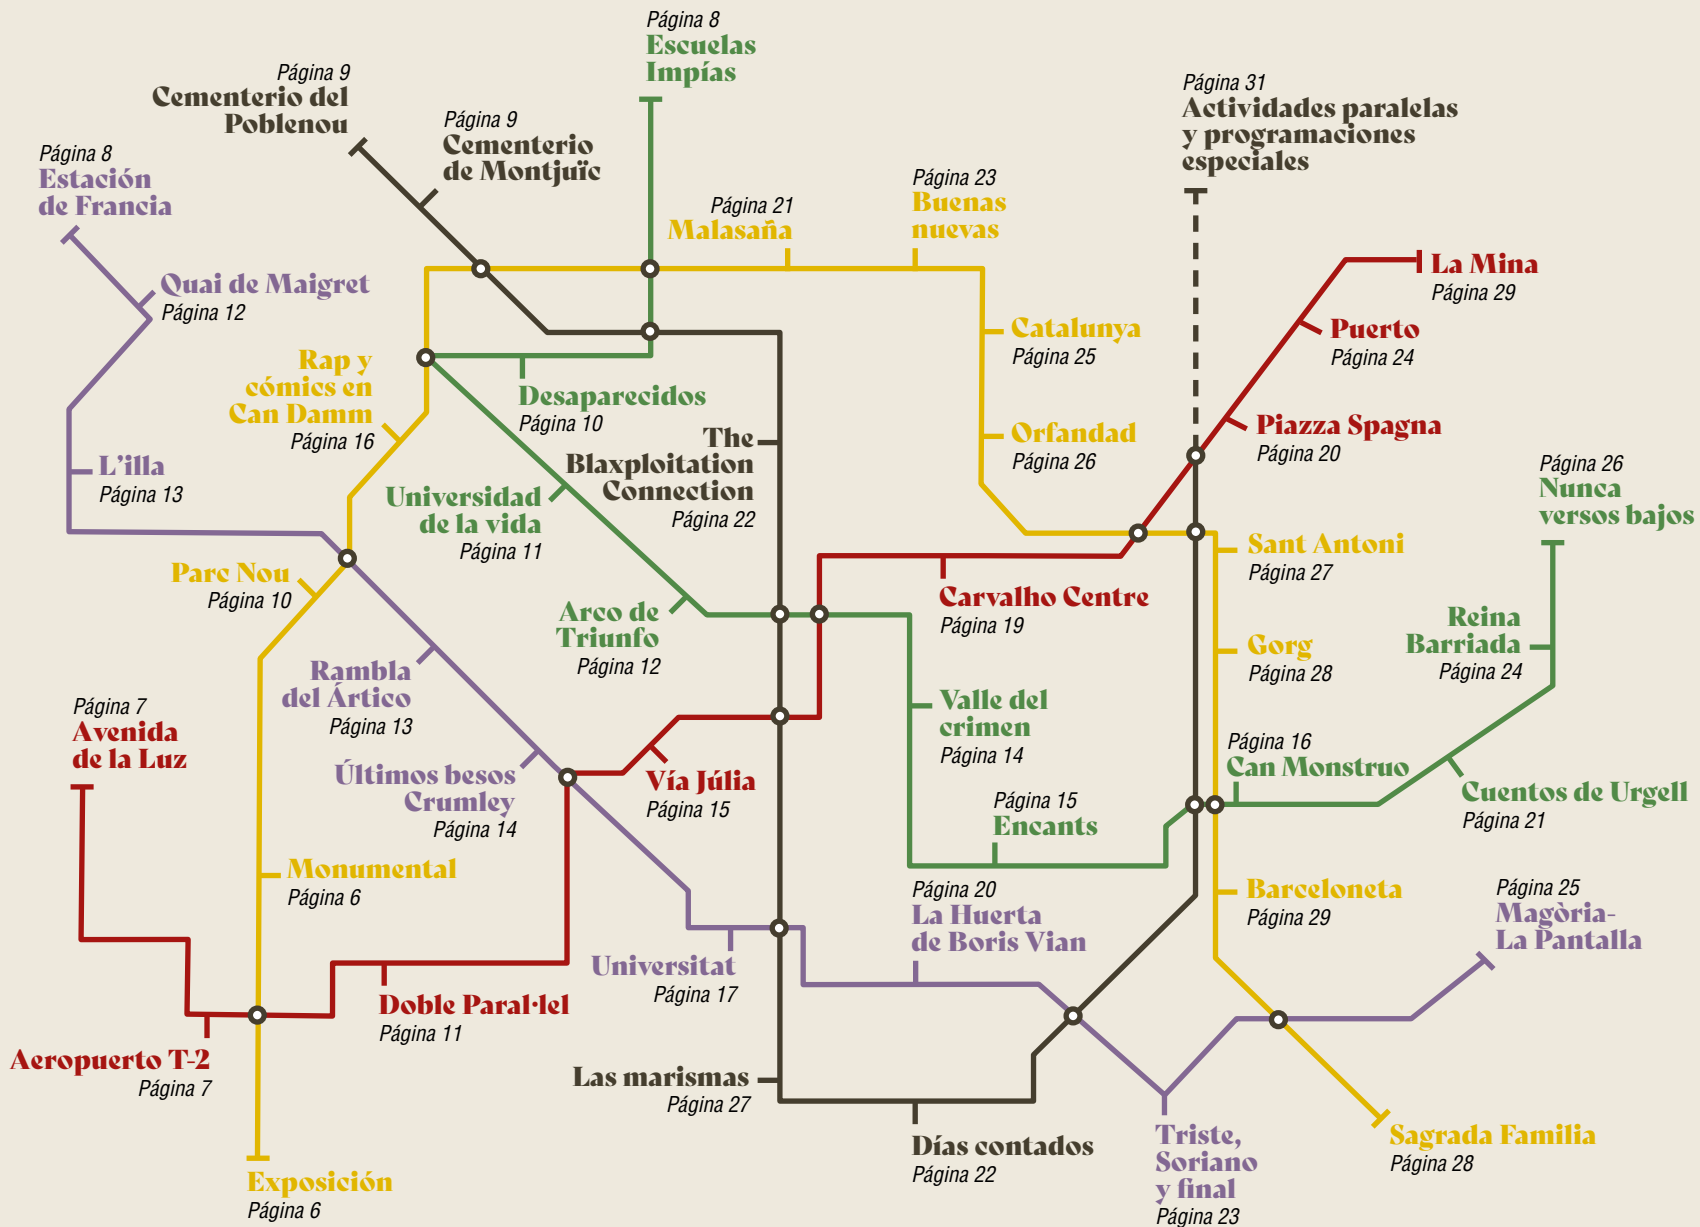 Página 8
Escuelas
Impías
Página 9
Cementerio del
Poblenou
Página 9
Cementerio
de Montjuïc
Página 31
Actividades paralelas
y programaciones
especiales
Página 8
Estación
de Francia
Página 21
Malasaña
Página 23
Buenas
nuevas
La Mina
Página 29
Quai de Maigret
Página 12
Catalunya
Página 25
Puerto
Página 24
Rap y
cómics en
Can Damm
Página 16
Desaparecidos
Página 10
The
Blaxploitation
Connection
Página 22
Orfandad
Página 26
Piazza Spagna
Página 20
L'illa
Página 13
Universidad
de la vida
Página 11
Página 26
Nunca
versos bajos
Parc Nou
Página 10
Arco de
Triunfo
Página 12
Carvalho Centre
Página 19
Sant Antoni
Página 27
Gorg
Página 28
Reina
Barriada
Página 24
Rambla
del Ártico
Página 13
Página 7
Avenida
de la Luz
Últimos besos
Crumley
Página 14
Vía Júlia
Página 15
Valle del
crimen
Página 14
Página 16
Can Monstruo
Cuentos de Urgell
Página 21
Página 15
Encants
Monumental
Página 6
Página 20
La Huerta
de Boris Vian
Barceloneta
Página 29
Página 25
Magòria-
La Pantalla
Universitat
Página 17
Doble Paral·lel
Página 11
Aeropuerto T-2
Página 7
Las marismas
Página 27
Días contados
Página 22
Triste,
Soriano
y final
Página 23
Sagrada Familia
Página 28
Exposición
Página 6